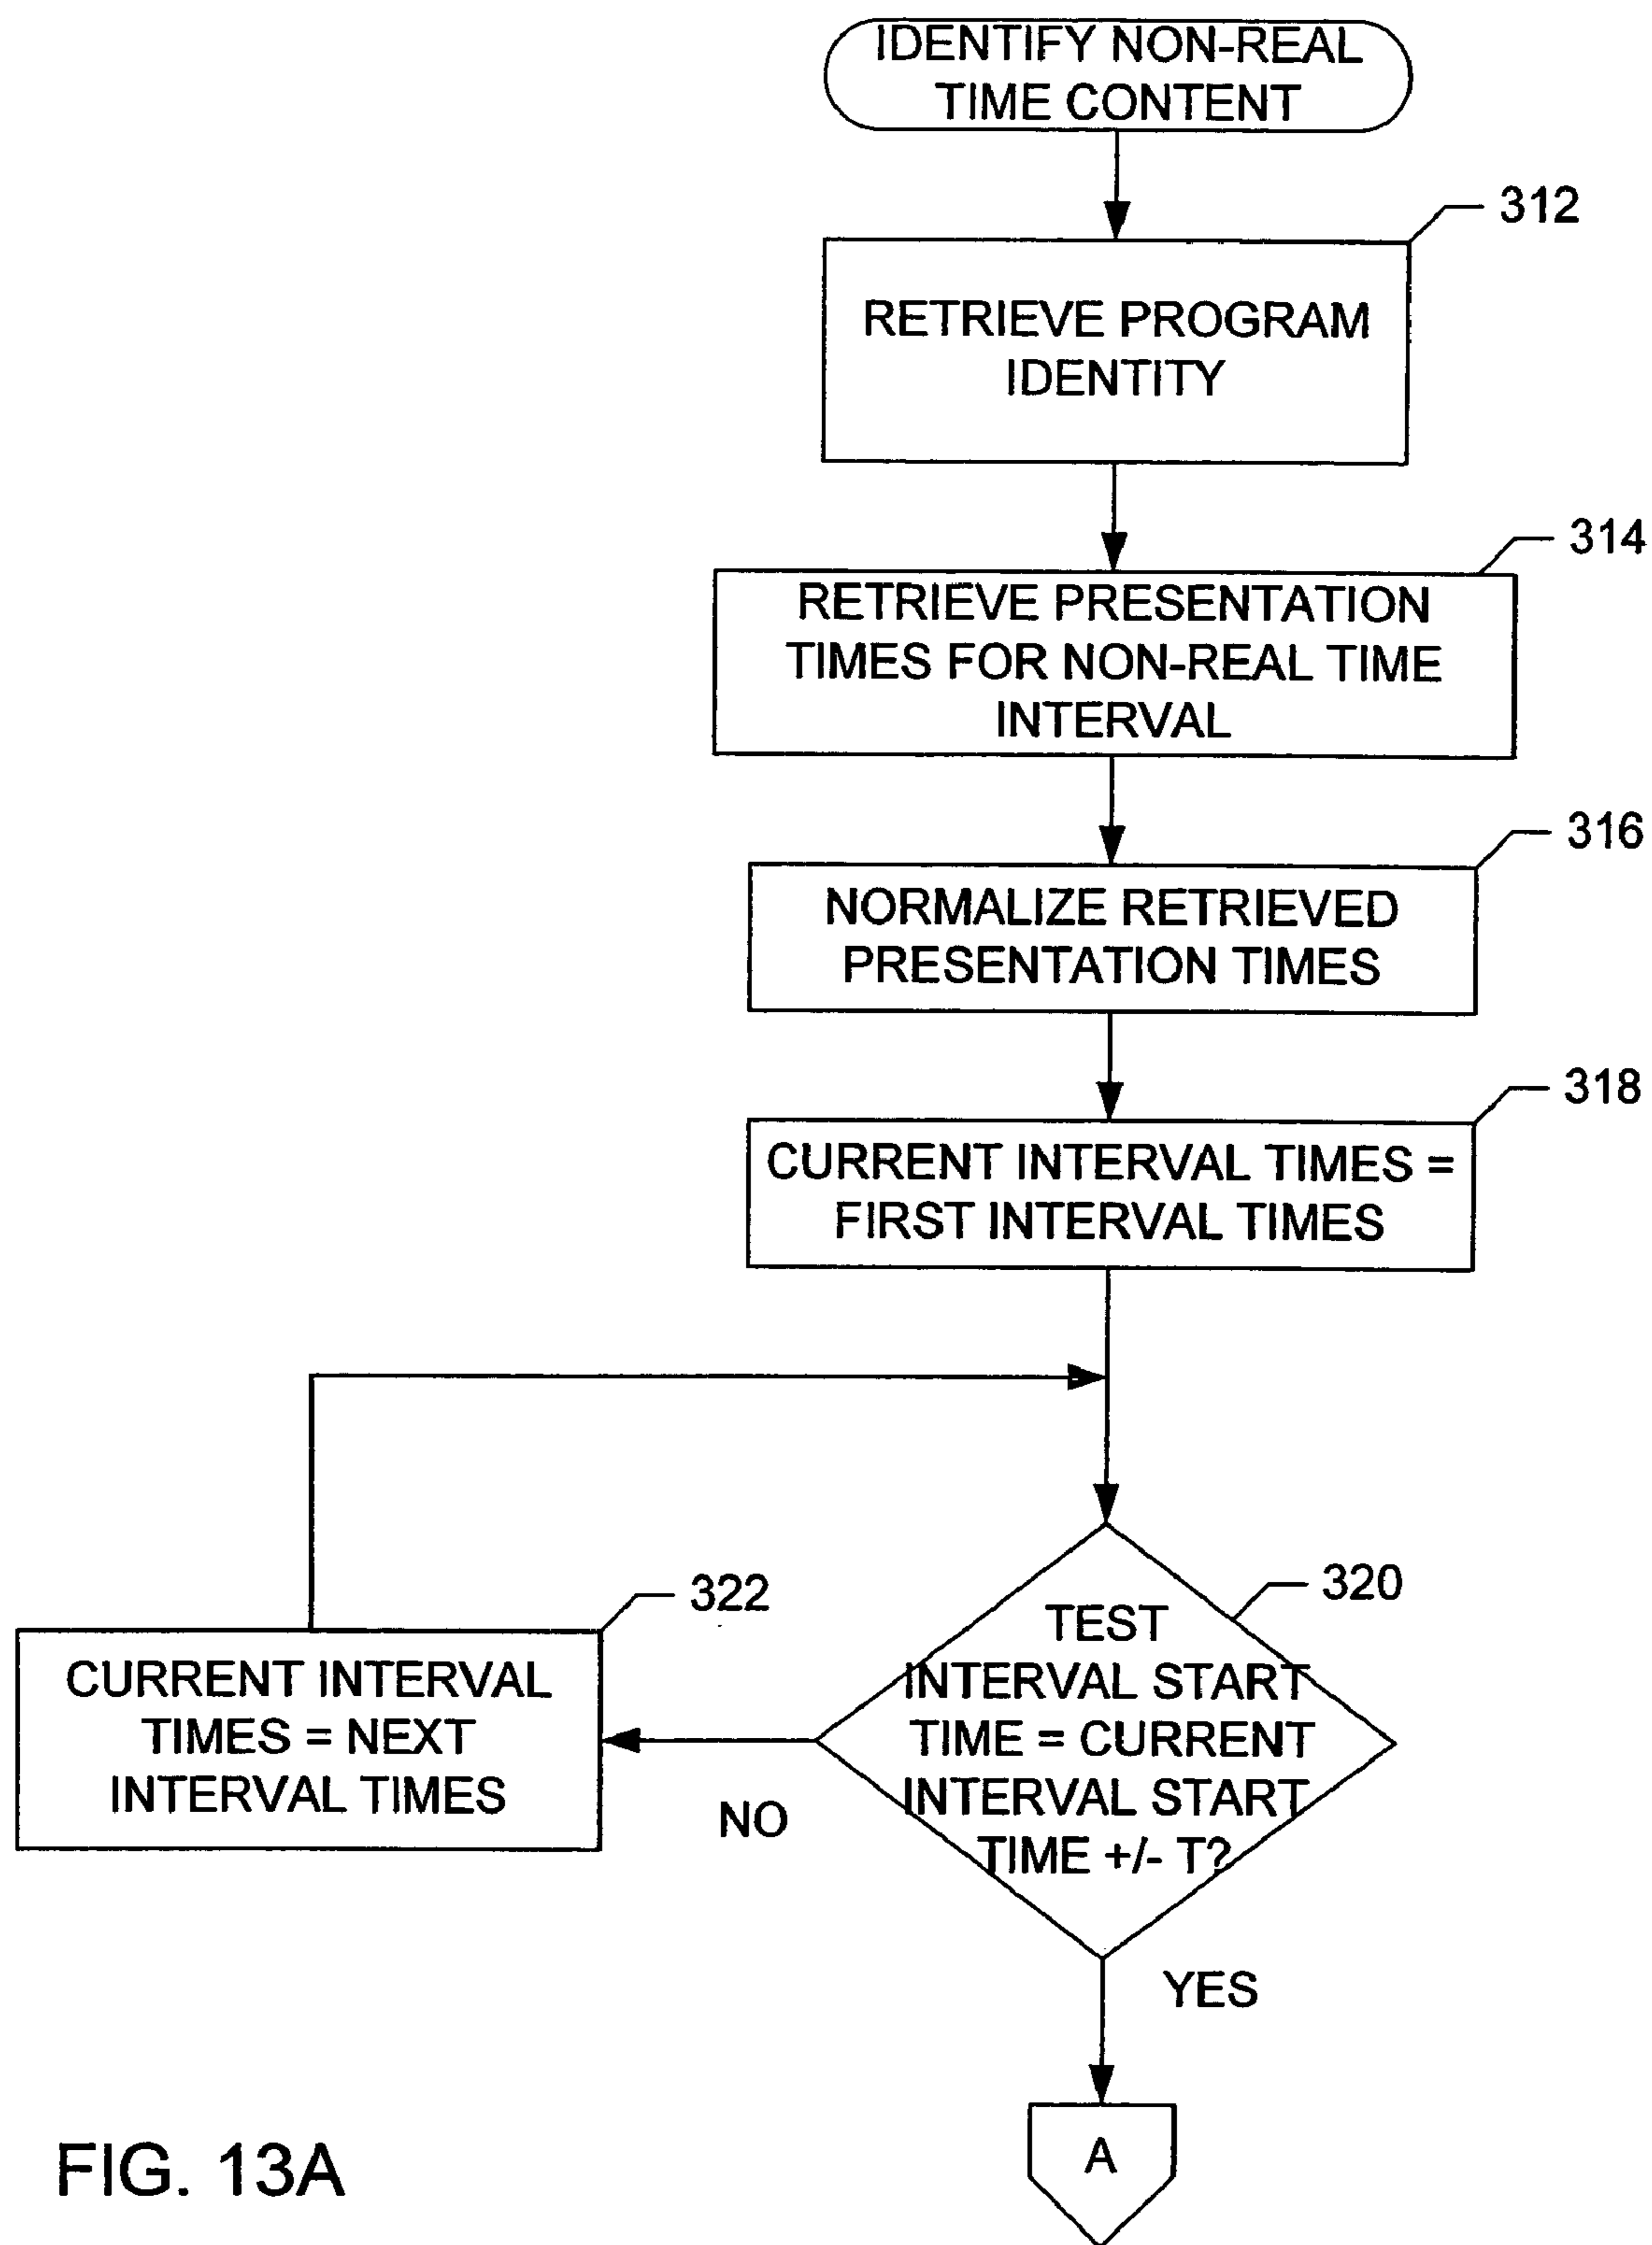 IDENTIFY NON-REAL
TIME CONTENT
312
RETRIEVE PROGRAM
IDENTITY
314
RETRIEVE PRESENTATION
TIMES FOR NON-REAL TIME
INTERVAL
316
NORMALIZE RETRIEVED
PRESENTATION TIMES
318
CURRENT INTERVAL TIMES =
FIRST INTERVAL TIMES
320
TEST
INTERVAL START
TIME = CURRENT
INTERVAL START
TIME +/- T?
322
CURRENT INTERVAL
TIMES = NEXT
INTERVAL TIMES
NO
YES
A
FIG. 13A